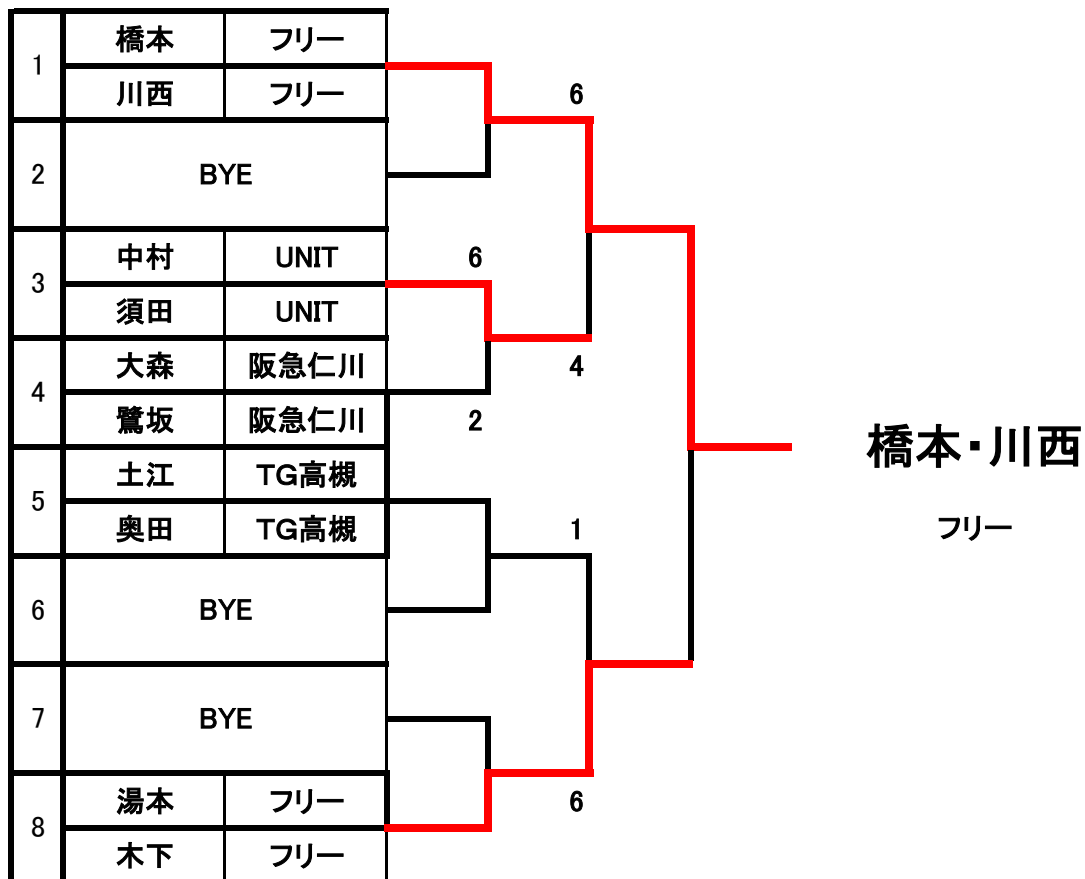 1 橋本 フリー
川西 フリー
6
2 BYE
3 中村 UNIT
6
須田 UNIT
4 大森 阪急仁川
4
鷺坂 阪急仁川
2
橋本・川西
5 土江 TG高槻
奥田 TG高槻
1
フリー
6 BYE
7 BYE
8 湯本 フリー
6
木下 フリー